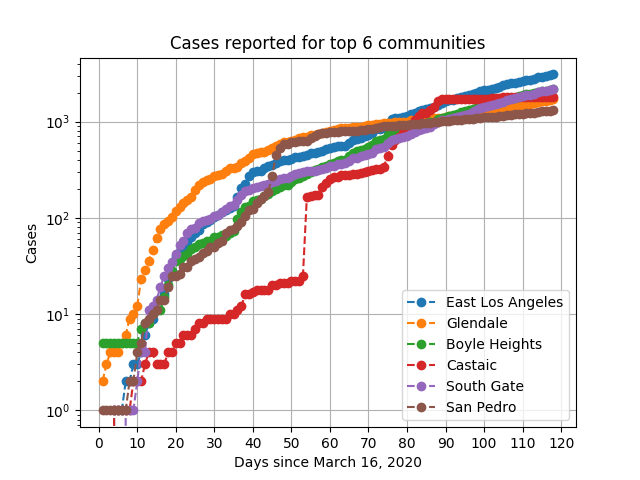 Cases reported for top 6 communities
Cases
10³
10²
10¹
10⁰
East Los Angeles
Glendale
Boyle Heights
Castaic
South Gate
San Pedro
0 10 20 30 40 50 60 70 80 90 100 110 120
Days since March 16, 2020